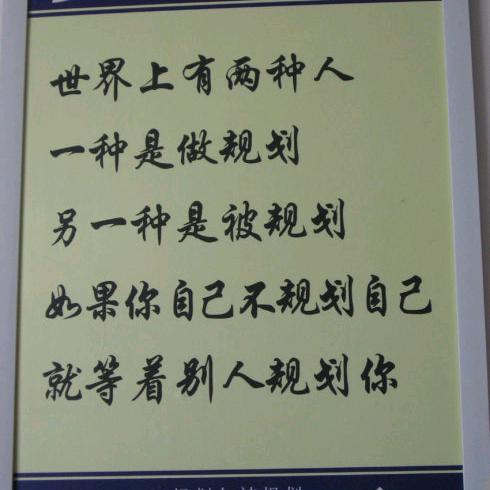 世界上有两种人
一种是做规划
另一种是被规划
如果你自己不规划自己
就等着别人规划你